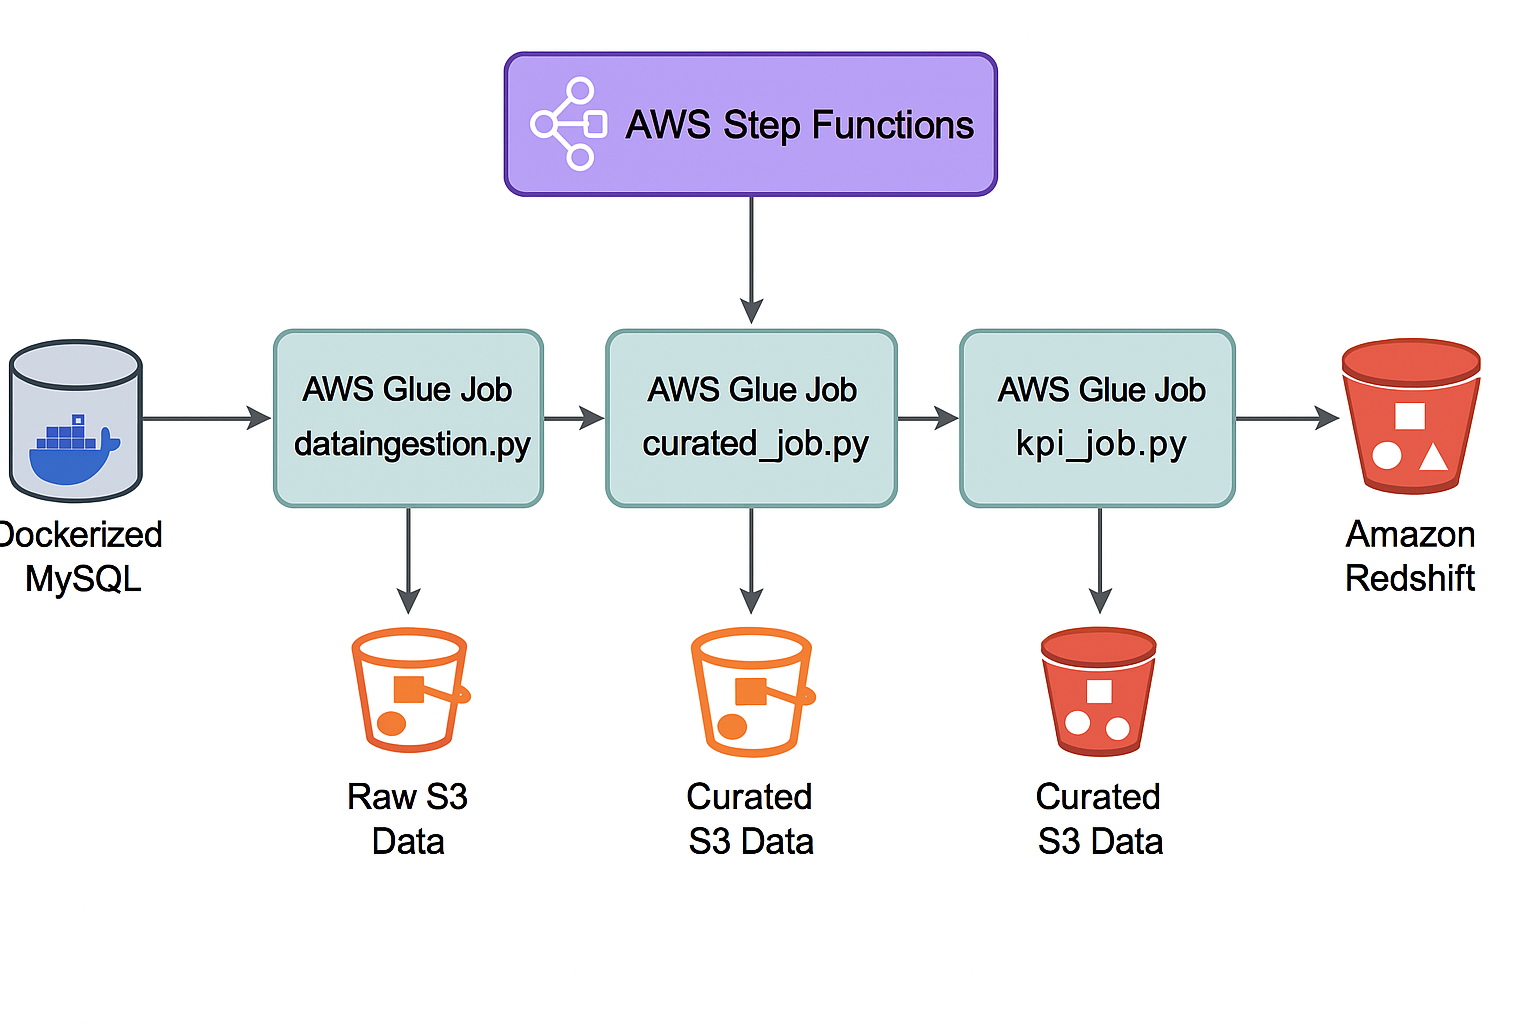 AWS Step Functions
AWS Glue Job
dataingestion.py
AWS Glue Job
curated_job.py
AWS Glue Job
kpi_job.py
Dockerized
MySQL
Amazon
Redshift
Raw S3
Data
Curated
S3 Data
Curated
S3 Data